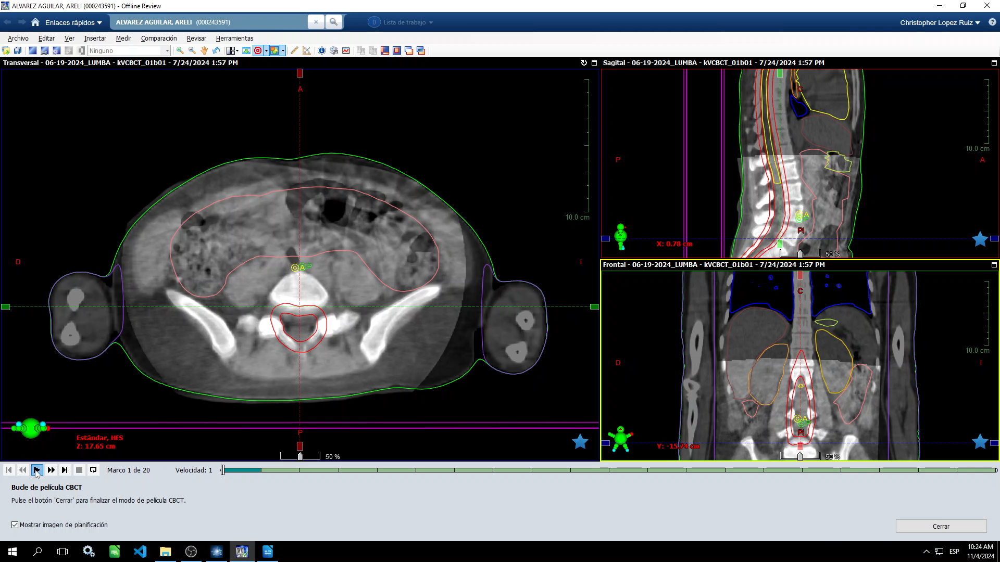 ALVAREZ AGUILAR, ARELI (000243591) - Offline Review
Enlaces rápidos
ALVAREZ AGUILAR, ARELI (000243591)
0 Lista de trabajo
Christopher Lopez Ruiz
Archivo Editar Ver Insertar Medir Comparación Revisar Herramientas
Ninguno
Transversal - 06-19-2024_LUMBA - kVCBCT_01b01 - 7/24/2024 1:57 PM
A
10.0 cm
D
I
A P
P
Estándar, HFS
Z: 17.65 cm
50 %
Sagital - 06-19-2024_LUMBA - kVCBCT_01b01 - 7/24/2024 1:57 PM
C
10.0 cm
P
A
A
P
Pi
X: 0.78 cm
50 %
Frontal - 06-19-2024_LUMBA - kVCBCT_01b01 - 7/24/2024 1:57 PM
C
10.0 cm
D
I
A
P
Pi
Y: -15.74 cm
50 %
Marco 1 de 20
Velocidad: 1
Bucle de película CBCT
Pulse el botón 'Cerrar' para finalizar el modo de película CBCT.
Mostrar imagen de planificación
Cerrar
ESP
10:24 AM
11/4/2024